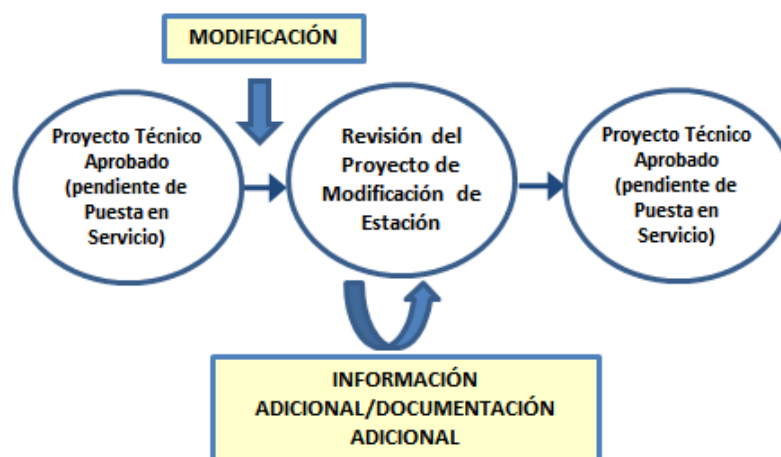 MODIFICACIÓN
Proyecto Técnico
Aprobado
(pendiente de
Puesta en
Servicio)
Revisión del
Proyecto de
Modificación de
Estación
Proyecto Técnico
Aprobado
(pendiente de
Puesta en
Servicio)
INFORMACIÓN
ADICIONAL/DOCUMENTACIÓN
ADICIONAL